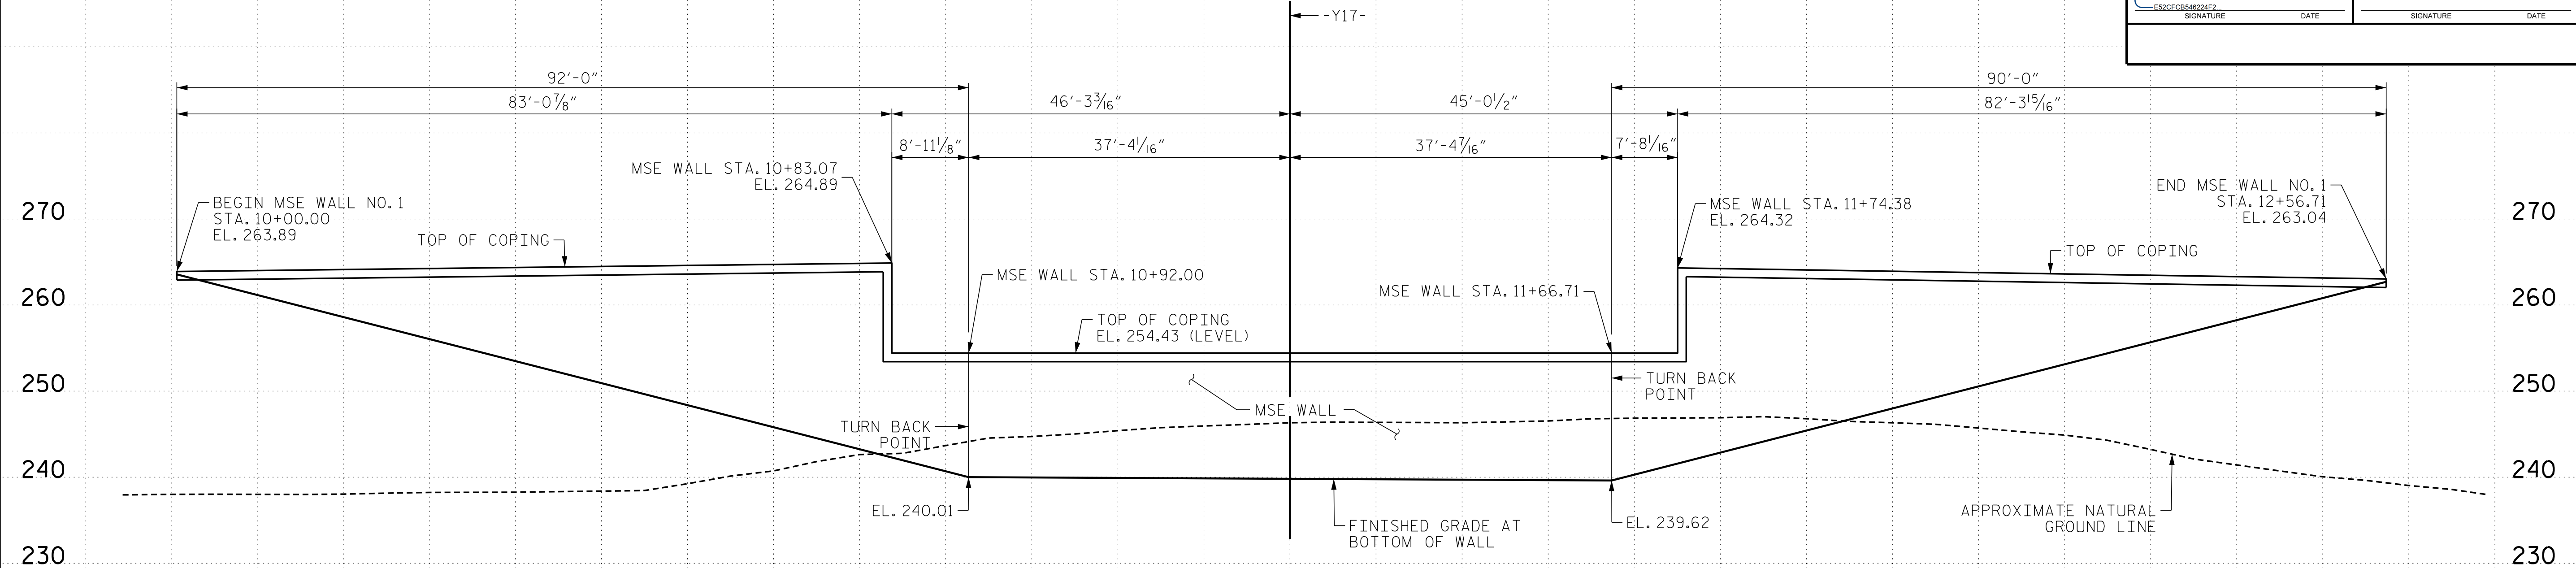 E52CFCB546224F2...
SIGNATURE DATE SIGNATURE DATE
-Y17-
92'-0" 90'-0"
83'-0⅞" 46'-3³⁄₁₆" 45'-0½" 82'-3¹⁵⁄₁₆"
8'-11⅛" 37'-4¹⁄₁₆" 37'-4⁷⁄₁₆" 7'-8¹⁄₁₆"
MSE WALL STA. 10+83.07
EL. 264.89
BEGIN MSE WALL NO. 1
STA. 10+00.00
EL. 263.89
TOP OF COPING
MSE WALL STA. 10+92.00
TOP OF COPING
EL. 254.43 (LEVEL)
MSE WALL STA. 11+66.71
MSE WALL STA. 11+74.38
EL. 264.32
END MSE WALL NO. 1
STA. 12+56.71
EL. 263.04
TOP OF COPING
TURN BACK
POINT
MSE WALL
TURN BACK
POINT
EL. 240.01
FINISHED GRADE AT
BOTTOM OF WALL
EL. 239.62
APPROXIMATE NATURAL
GROUND LINE
270 270
260 260
250 250
240 240
230 230